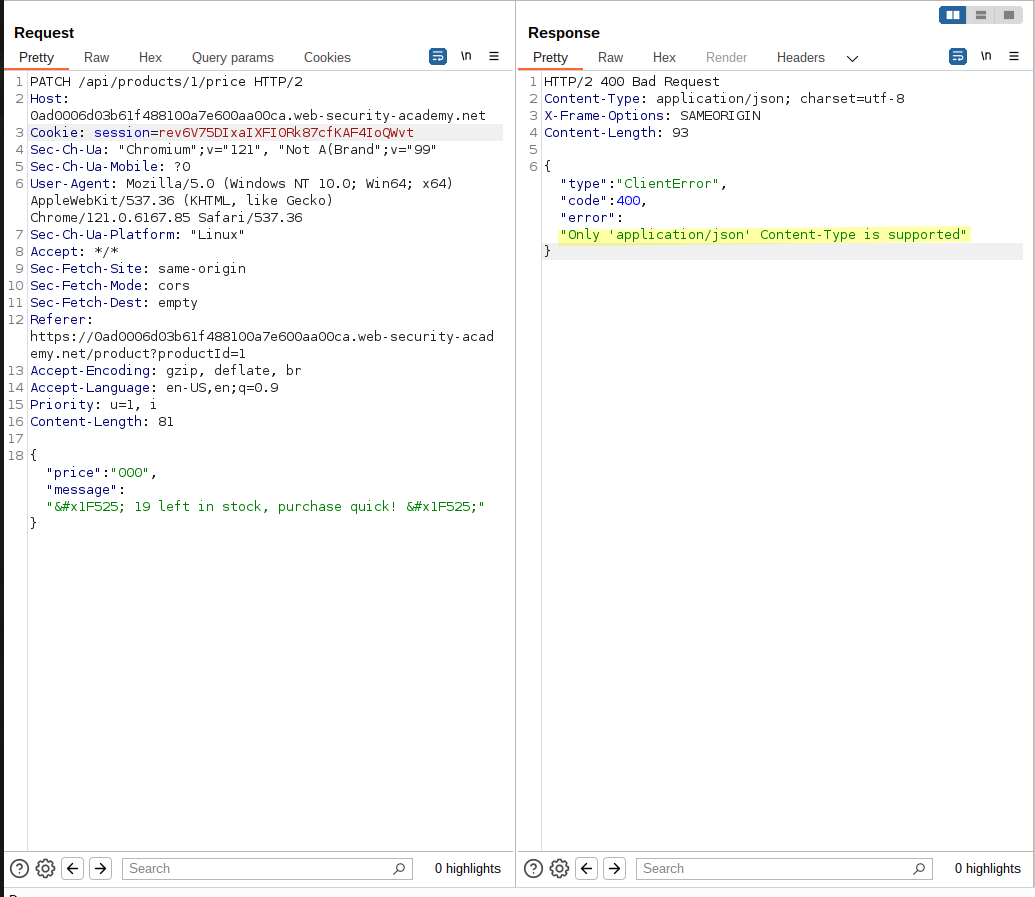 Request
Pretty Raw Hex Query params Cookies \n
1 PATCH /api/products/1/price HTTP/2
2 Host:
0ad0006d03b61f488100a7e600aa00ca.web-security-academy.net
3 Cookie: session=rev6V75DIxaIXFIORk87cfKAF4IoQWvt
4 Sec-Ch-Ua: "Chromium";v="121", "Not A(Brand";v="99"
5 Sec-Ch-Ua-Mobile: ?0
6 User-Agent: Mozilla/5.0 (Windows NT 10.0; Win64; x64)
AppleWebKit/537.36 (KHTML, like Gecko)
Chrome/121.0.6167.85 Safari/537.36
7 Sec-Ch-Ua-Platform: "Linux"
8 Accept: */*
9 Sec-Fetch-Site: same-origin
10 Sec-Fetch-Mode: cors
11 Sec-Fetch-Dest: empty
12 Referer:
https://0ad0006d03b61f488100a7e600aa00ca.web-security-acad
emy.net/product?productId=1
13 Accept-Encoding: gzip, deflate, br
14 Accept-Language: en-US,en;q=0.9
15 Priority: u=1, i
16 Content-Length: 81
17
18 {
"price":"000",
"message":
"&#x1F525; 19 left in stock, purchase quick! &#x1F525;"
}
Search 0 highlights
Response
Pretty Raw Hex Render Headers \n
1 HTTP/2 400 Bad Request
2 Content-Type: application/json; charset=utf-8
3 X-Frame-Options: SAMEORIGIN
4 Content-Length: 93
5
6 {
"type":"ClientError",
"code":400,
"error":
"Only 'application/json' Content-Type is supported"
}
Search 0 highlights